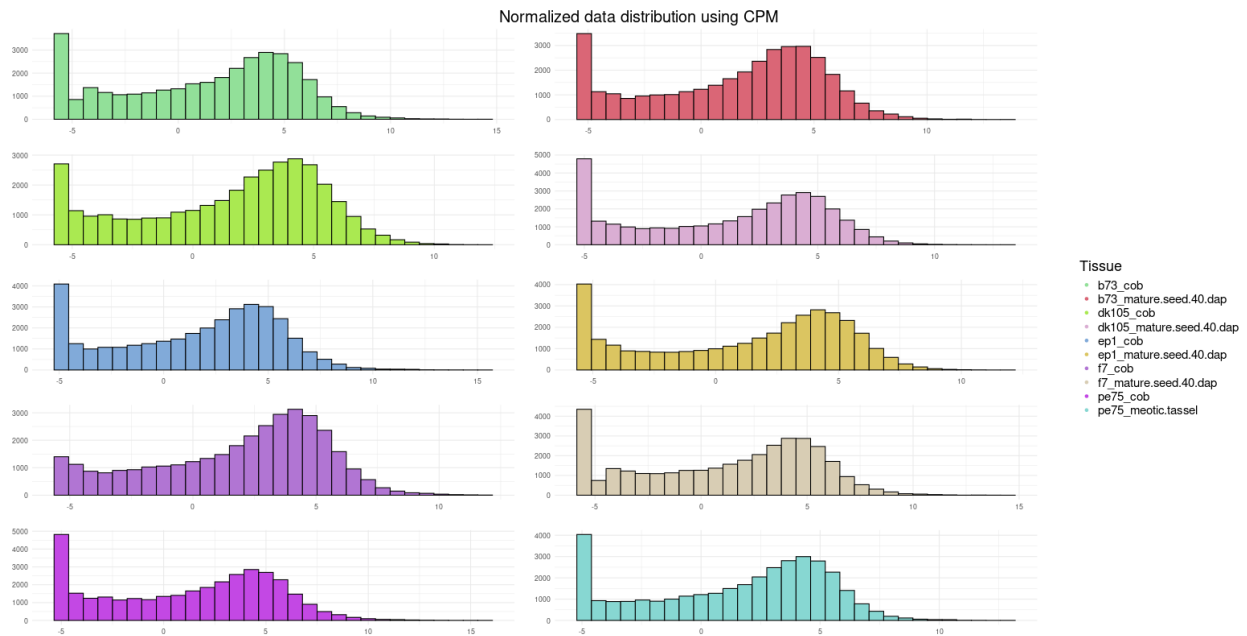 Normalized data distribution using CPM
3000
2000
1000
0
-5 0 5 10 15
3000
2000
1000
0
-5 0 5 10
3000
2000
1000
0
-5 0 5 10
5000
4000
3000
2000
1000
0
-5 0 5 10
4000
3000
2000
1000
0
-5 0 5 10 15
4000
3000
2000
1000
0
-5 0 5 10
3000
2000
1000
0
-5 0 5 10
4000
3000
2000
1000
0
-5 0 5 10 15
5000
4000
3000
2000
1000
0
-5 0 5 10 15
4000
3000
2000
1000
0
-5 0 5 10
Tissue
b73_cob
b73_mature.seed.40.dap
dk105_cob
dk105_mature.seed.40.dap
ep1_cob
ep1_mature.seed.40.dap
f7_cob
f7_mature.seed.40.dap
pe75_cob
pe75_meotic.tassel